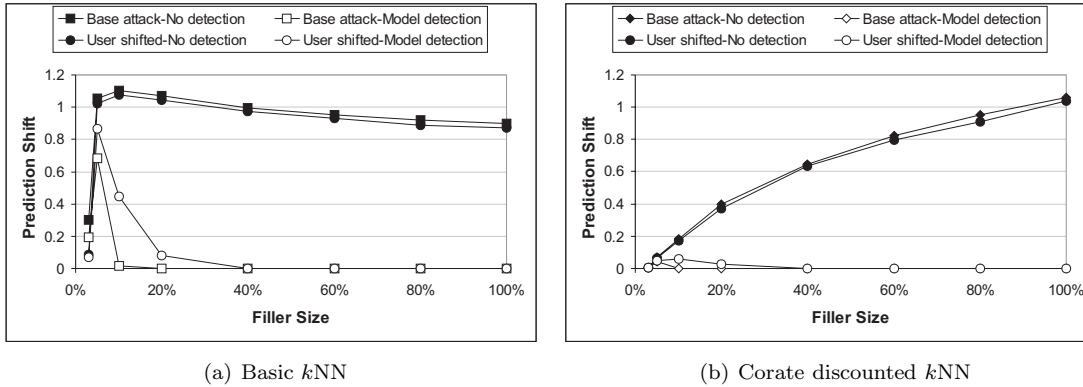 Base attack-No detection
Base attack-Model detection
User shifted-No detection
User shifted-Model detection
Prediction Shift
1.2
1
0.8
0.6
0.4
0.2
0
0%
20%
40%
60%
80%
100%
Filler Size
(a) Basic kNN
Base attack-No detection
Base attack-Model detection
User shifted-No detection
User shifted-Model detection
Prediction Shift
1.2
1
0.8
0.6
0.4
0.2
0
0%
20%
40%
60%
80%
100%
Filler Size
(b) Corate discounted kNN